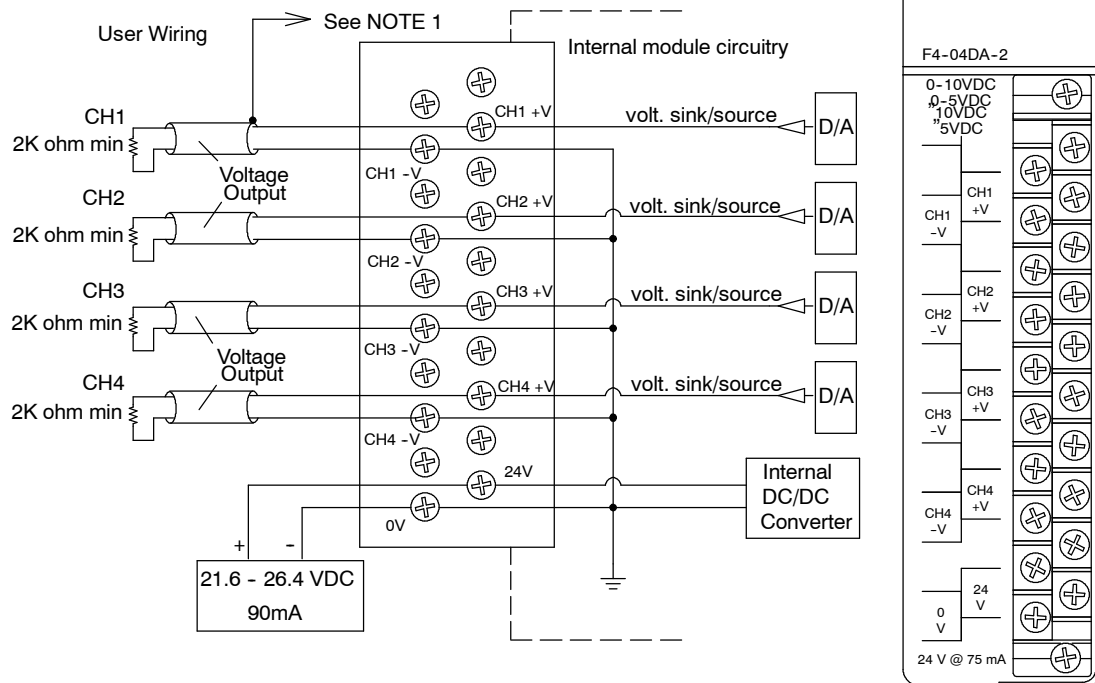 User Wiring
See NOTE 1
Internal module circuitry
CH1
2K ohm min
CH1 +V
volt. sink/source
D/A
CH1 -V
Voltage
Output
CH2
2K ohm min
CH2 +V
volt. sink/source
D/A
CH2 -V
CH3
2K ohm min
CH3 +V
volt. sink/source
D/A
CH3 -V
Voltage
Output
CH4
2K ohm min
CH4 +V
volt. sink/source
D/A
CH4 -V
24V
0V
Internal
DC/DC
Converter
+ -
21.6 - 26.4 VDC
90mA
F4-04DA-2
0-10VDC
0-5VDC
”10VDC
”5VDC
CH1
+V
CH1
-V
CH2
+V
CH2
-V
CH3
+V
CH3
-V
CH4
+V
CH4
-V
24
V
0
V
24 V @ 75 mA